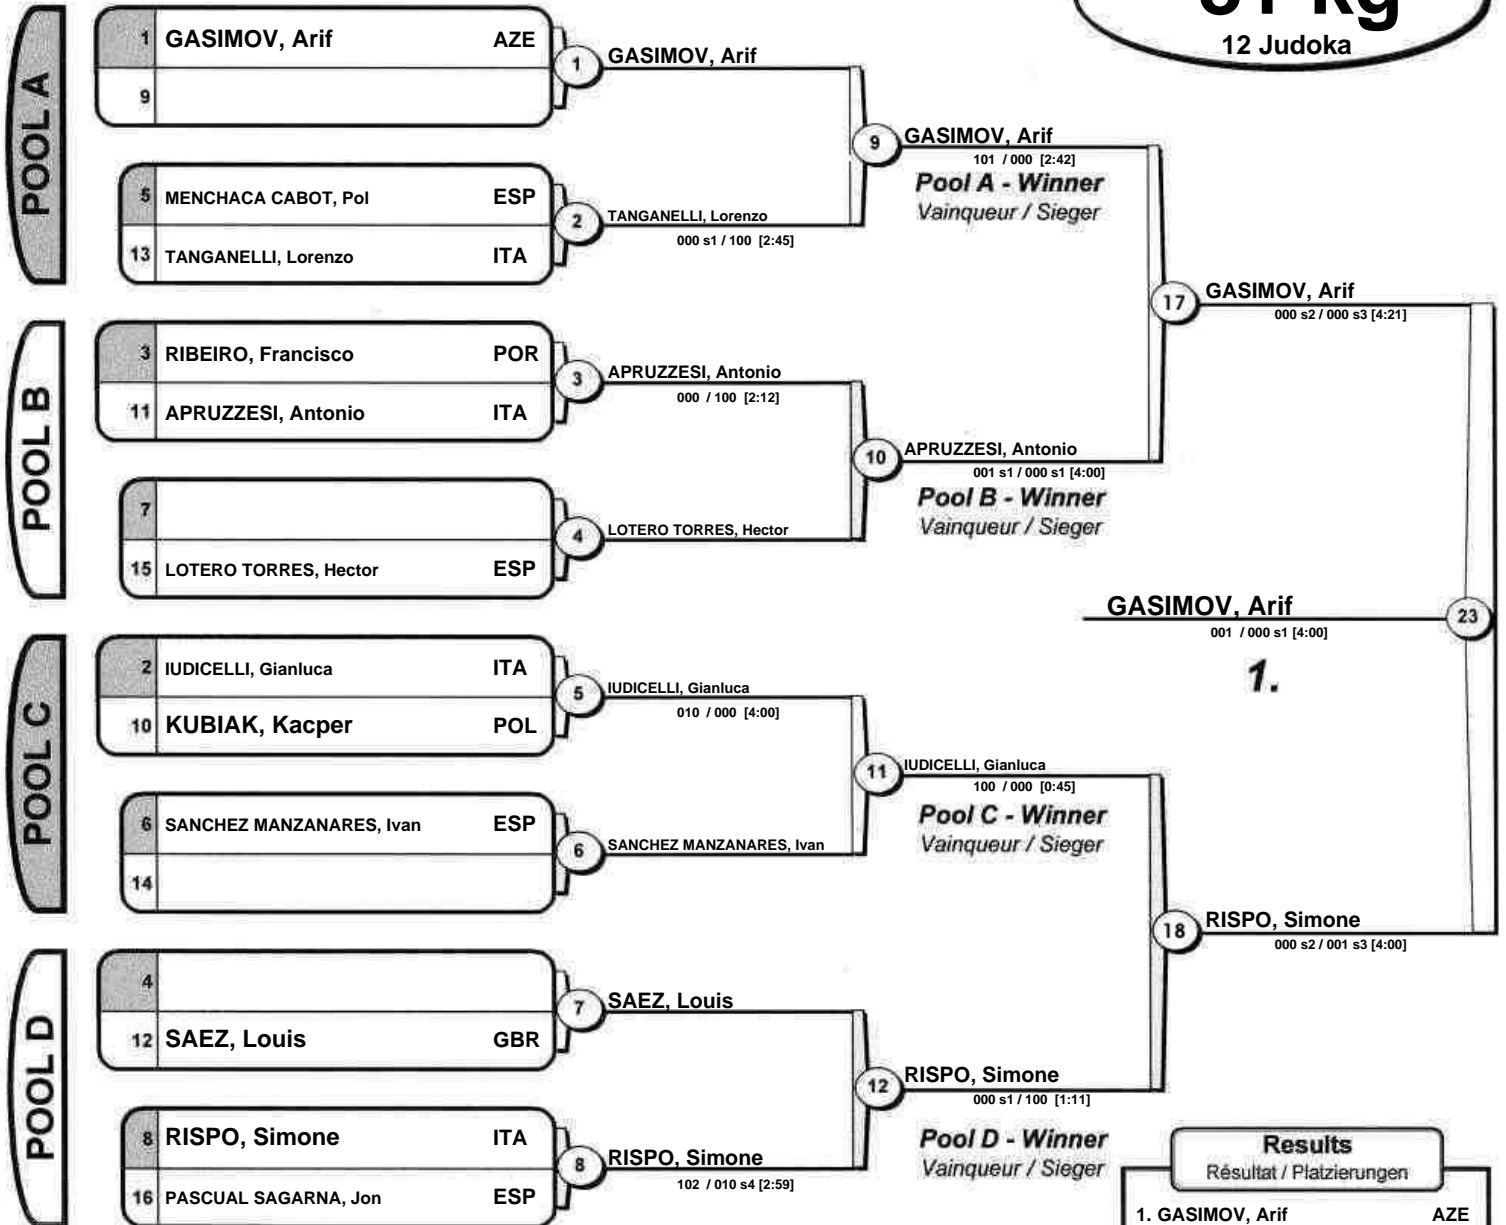 81 kg
12 Judoka
POOL A
1 GASIMOV, Arif AZE
9
1 GASIMOV, Arif
5 MENCHACA CABOT, Pol ESP
13 TANGANELLI, Lorenzo ITA
2 TANGANELLI, Lorenzo
000 s1 / 100 [2:45]
9 GASIMOV, Arif
101 / 000 [2:42]
Pool A - Winner
Vainqueur / Sieger
POOL B
3 RIBEIRO, Francisco POR
11 APRUZZESI, Antonio ITA
3 APRUZZESI, Antonio
000 / 100 [2:12]
7
15 LOTERO TORRES, Hector ESP
4 LOTERO TORRES, Hector
10 APRUZZESI, Antonio
001 s1 / 000 s1 [4:00]
Pool B - Winner
Vainqueur / Sieger
17 GASIMOV, Arif
000 s2 / 000 s3 [4:21]
GASIMOV, Arif 23
001 / 000 s1 [4:00]
1.
POOL C
2 IUDICELLI, Gianluca ITA
10 KUBIAK, Kacper POL
5 IUDICELLI, Gianluca
010 / 000 [4:00]
6 SANCHEZ MANZANARES, Ivan ESP
14
6 SANCHEZ MANZANARES, Ivan
11 IUDICELLI, Gianluca
100 / 000 [0:45]
Pool C - Winner
Vainqueur / Sieger
18 RISPO, Simone
000 s2 / 001 s3 [4:00]
POOL D
4
12 SAEZ, Louis GBR
7 SAEZ, Louis
8 RISPO, Simone ITA
16 PASCUAL SAGARNA, Jon ESP
8 RISPO, Simone
102 / 010 s4 [2:59]
12 RISPO, Simone
000 s1 / 100 [1:11]
Pool D - Winner
Vainqueur / Sieger
Results
Résultat / Platzierungen
1. GASIMOV, Arif AZE